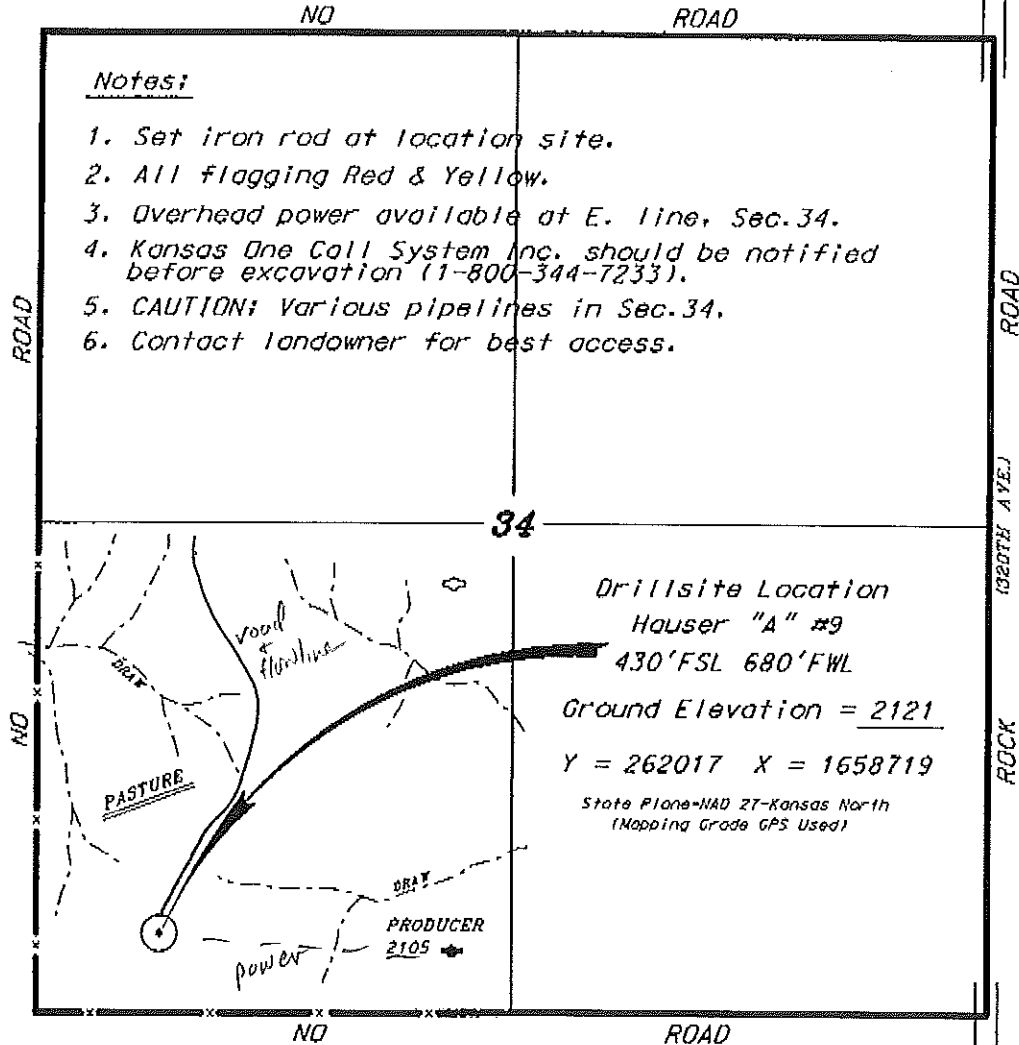 NO ROAD
Notes:
1. Set iron rod at location site.
2. All flagging Red & Yellow.
3. Overhead power available at E. line, Sec.34.
4. Kansas One Call System Inc. should be notified
before excavation (1-800-344-7233).
5. CAUTION: Various pipelines in Sec.34.
6. Contact landowner for best access.
ROAD
NO
ROAD
(320TH AVE.)
ROCK
34
Drillsite Location
Hauser "A" #9
430'FSL 680'FWL
Ground Elevation = 2121
Y = 262017 X = 1658719
State Plane-NAD 27-Kansas North
(Mapping Grade GPS Used)
road
+
flowline
DRAW
PASTURE
DRAW
PRODUCER
2105
power
NO ROAD